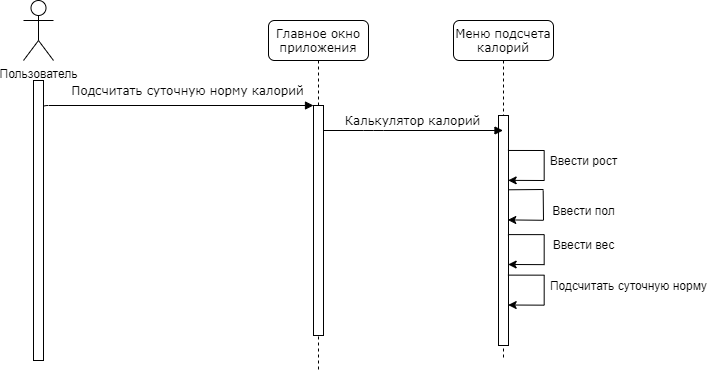 Главное окно
приложения
Меню подсчета
калорий
Пользователь
Подсчитать суточную норму калорий
Калькулятор калорий
Ввести рост
Ввести пол
Ввести вес
Подсчитать суточную норму